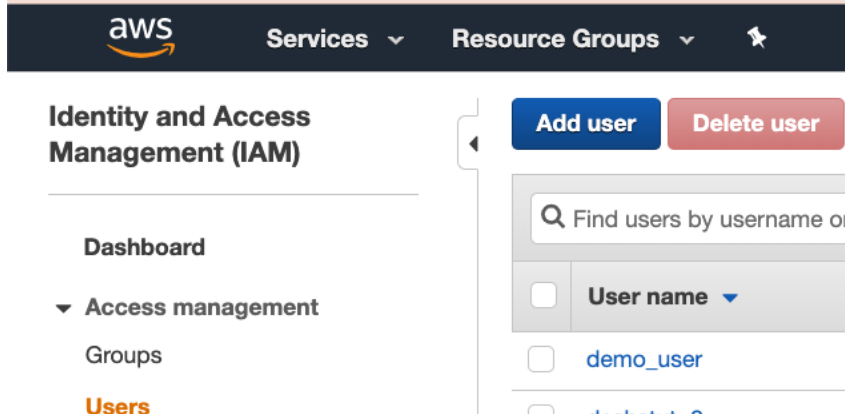 aws
Services
Resource Groups
Identity and Access
Management (IAM)
Add user
Delete user
Find users by username
Dashboard
User name
Access management
Groups
demo_user
Users